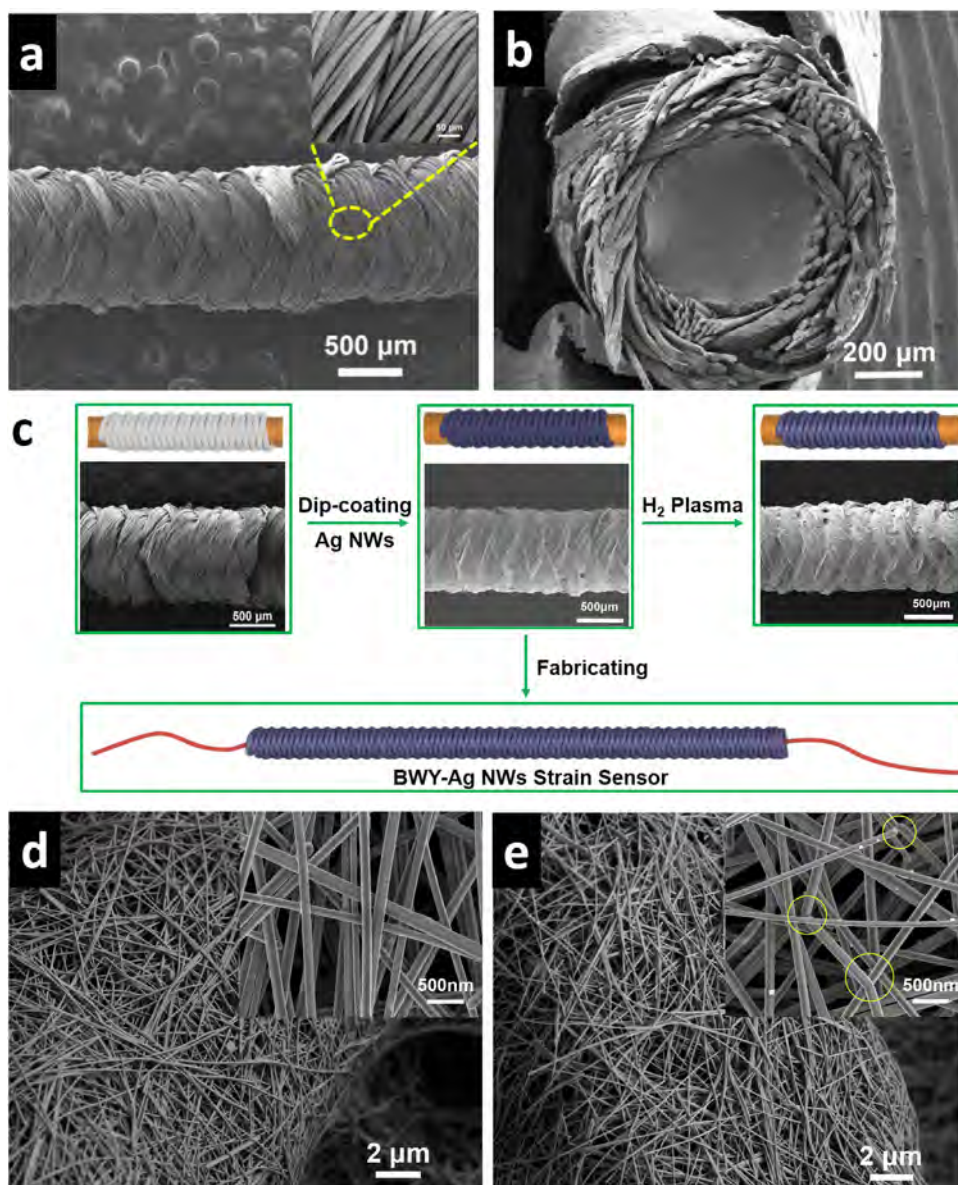 a
50 μm
500 μm
b
200 μm
c
Dip-coating
Ag NWs
H₂ Plasma
500 μm
500μm
500μm
Fabricating
BWY-Ag NWs Strain Sensor
d
500nm
2 μm
e
500nm
2 μm